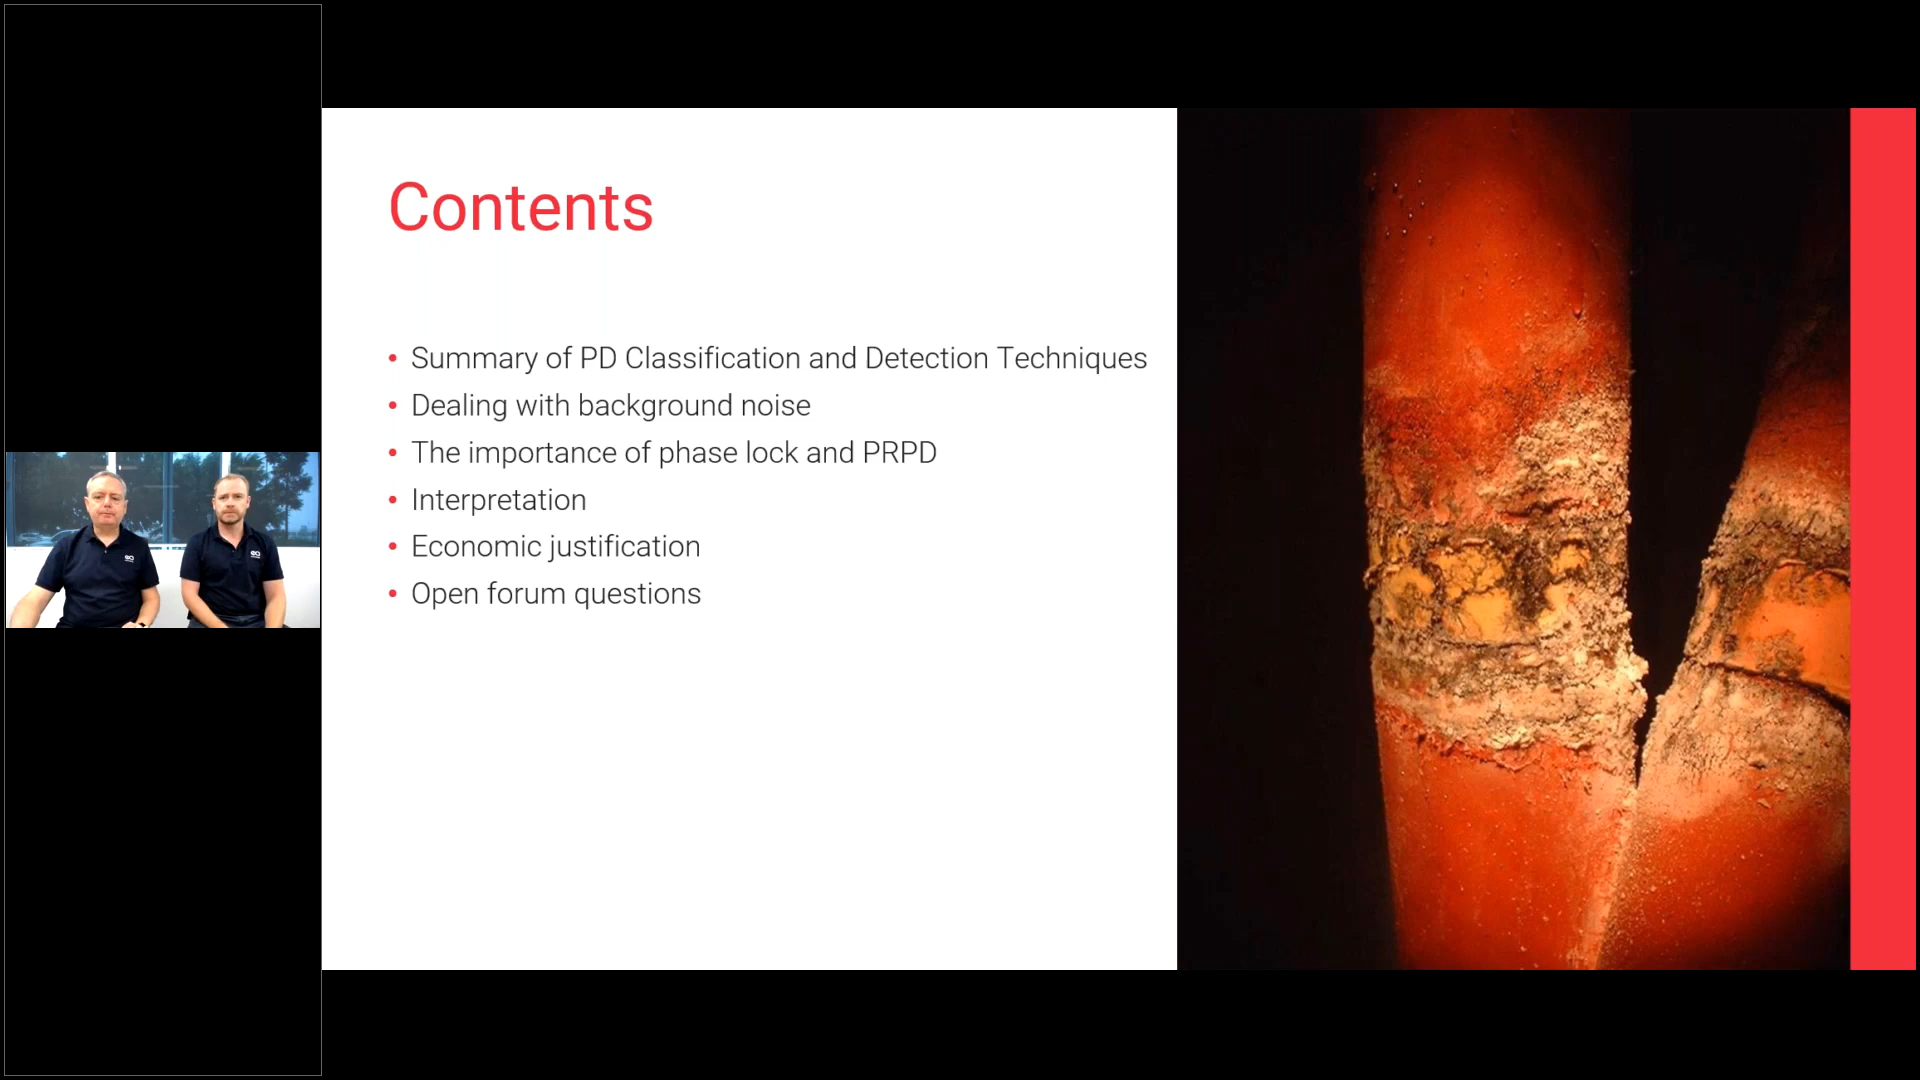 Contents
• Summary of PD Classification and Detection Techniques
• Dealing with background noise
• The importance of phase lock and PRPD
• Interpretation
• Economic justification
• Open forum questions